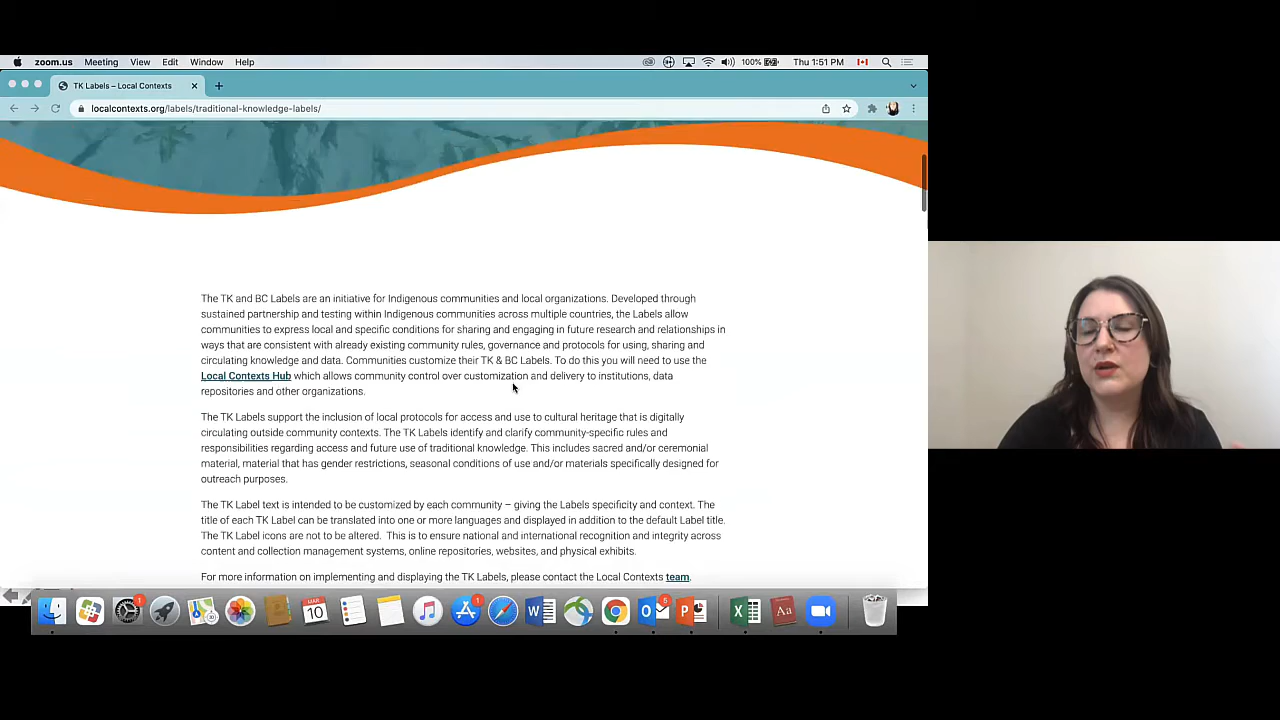 zoom.us Meeting View Edit Window Help 100% Thu 1:51 PM
TK Labels – Local Contexts
localcontexts.org/labels/traditional-knowledge-labels/
The TK and BC Labels are an initiative for Indigenous communities and local organizations. Developed through
sustained partnership and testing within Indigenous communities across multiple countries, the Labels allow
communities to express local and specific conditions for sharing and engaging in future research and relationships in
ways that are consistent with already existing community rules, governance and protocols for using, sharing and
circulating knowledge and data. Communities customize their TK & BC Labels. To do this you will need to use the
Local Contexts Hub which allows community control over customization and delivery to institutions, data
repositories and other organizations.
The TK Labels support the inclusion of local protocols for access and use to cultural heritage that is digitally
circulating outside community contexts. The TK Labels identify and clarify community-specific rules and
responsibilities regarding access and future use of traditional knowledge. This includes sacred and/or ceremonial
material, material that has gender restrictions, seasonal conditions of use and/or materials specifically designed for
outreach purposes.
The TK Label text is intended to be customized by each community – giving the Labels specificity and context. The
title of each TK Label can be translated into one or more languages and displayed in addition to the default Label title.
The TK Label icons are not to be altered. This is to ensure national and international recognition and integrity across
content and collection management systems, online repositories, websites, and physical exhibits.
For more information on implementing and displaying the TK Labels, please contact the Local Contexts team.
1 MAR 10 1 W O 5 P X Aa